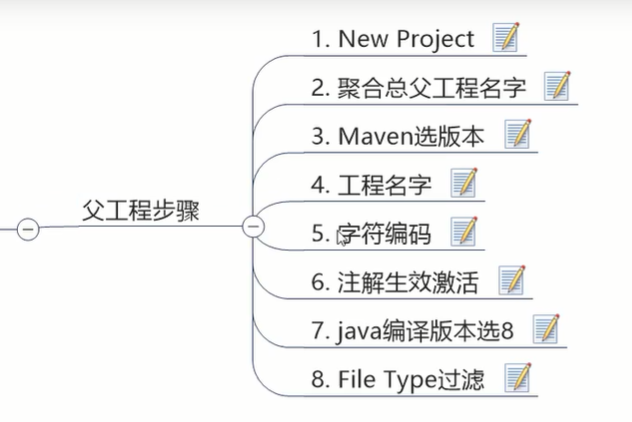 1. New Project
2. 聚合总父工程名字
3. Maven选版本
4. 工程名字
父工程步骤
5. 字符编码
6. 注解生效激活
7. java编译版本选8
8. File Type过滤